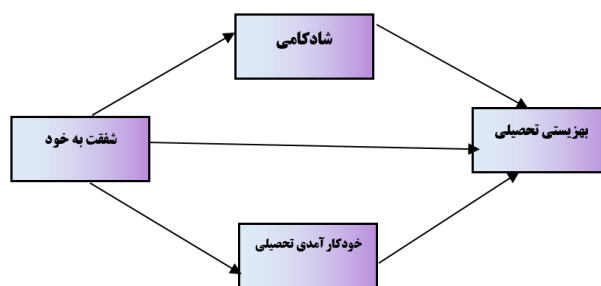 شادکامی
شفقت به خود
بهزیستی تحصیلی
خودکارآمدی تحصیلی